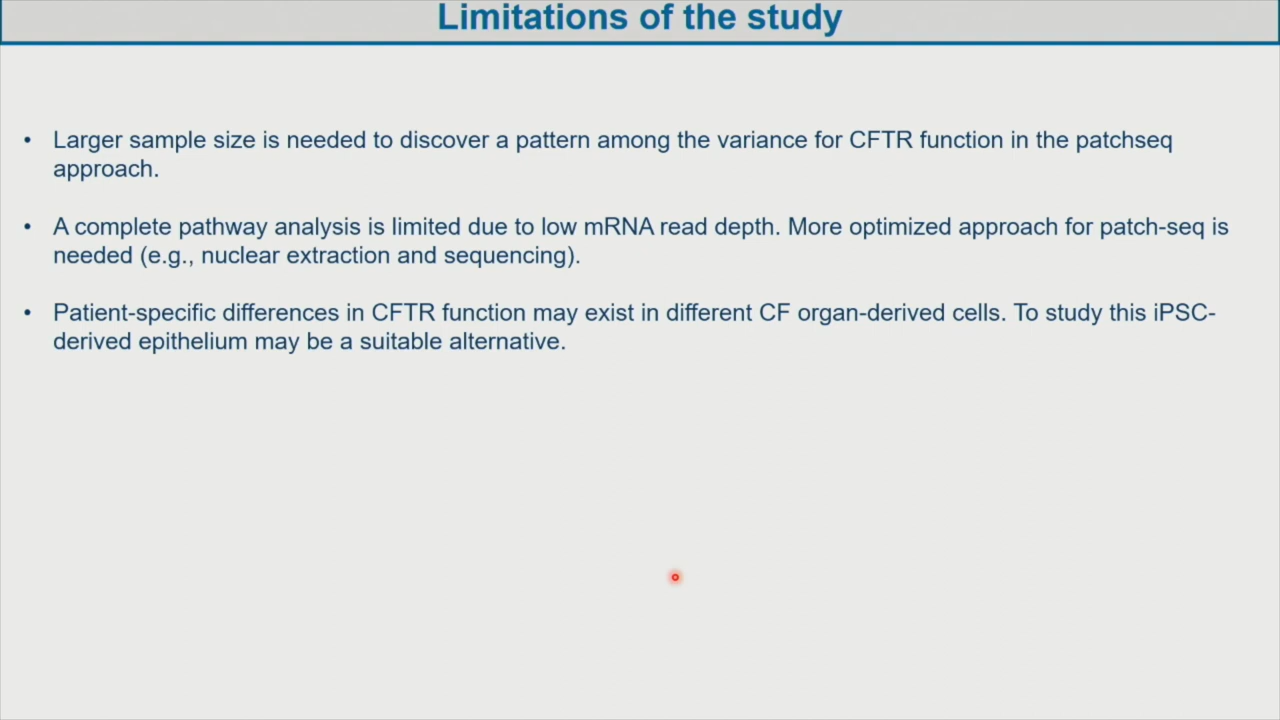 Limitations of the study
• Larger sample size is needed to discover a pattern among the variance for CFTR function in the patchseq
approach.
• A complete pathway analysis is limited due to low mRNA read depth. More optimized approach for patch-seq is
needed (e.g., nuclear extraction and sequencing).
• Patient-specific differences in CFTR function may exist in different CF organ-derived cells. To study this iPSC-
derived epithelium may be a suitable alternative.